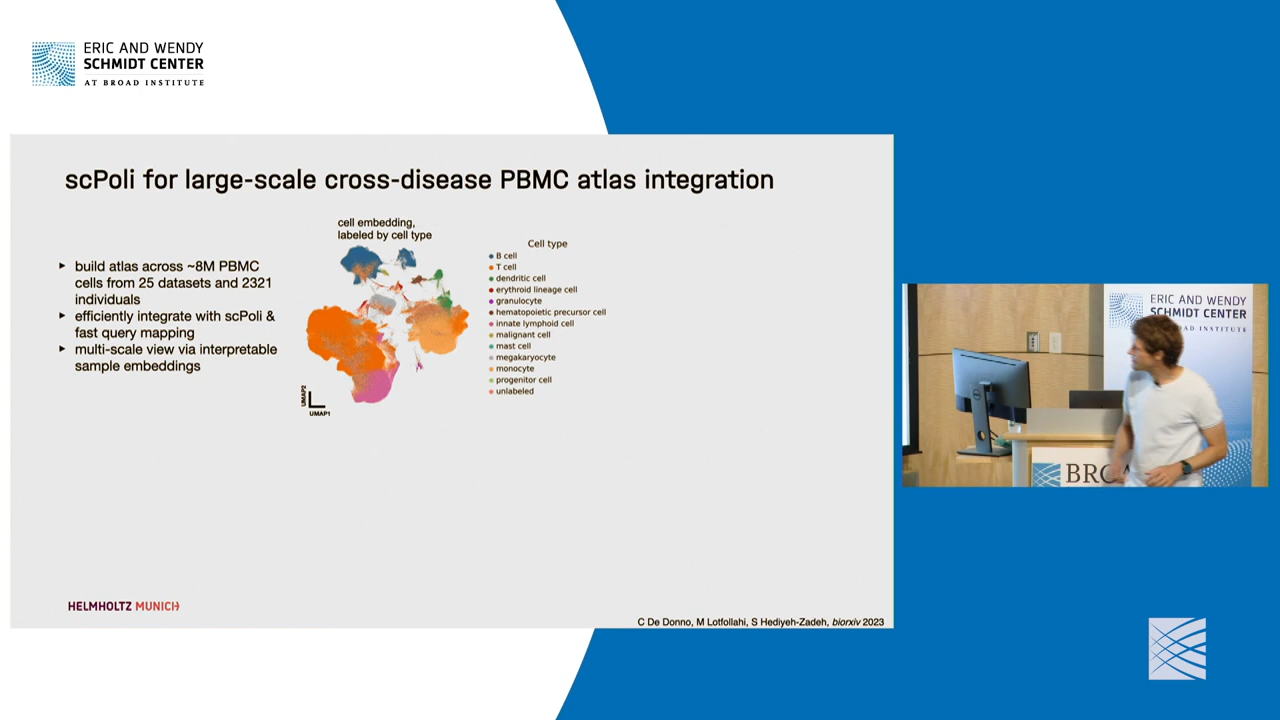 ERIC AND WENDY
SCHMIDT CENTER
AT BROAD INSTITUTE
scPoli for large-scale cross-disease PBMC atlas integration
build atlas across ~8M PBMC
cells from 25 datasets and 2321
individuals
efficiently integrate with scPoli &
fast query mapping
multi-scale view via interpretable
sample embeddings
cell embedding,
labeled by cell type
UMAP2
UMAP1
Cell type
B cell
T cell
dendritic cell
erythroid lineage cell
granulocyte
hematopoietic precursor cell
innate lymphoid cell
malignant cell
mast cell
megakaryocyte
monocyte
progenitor cell
unlabeled
HELMHOLTZ MUNICH
C De Donno, M Lotfollahi, S Hediyeh-Zadeh, biorxiv 2023
ERIC AND WENDY
SCHMIDT CENTER
BROAD INSTITUTE